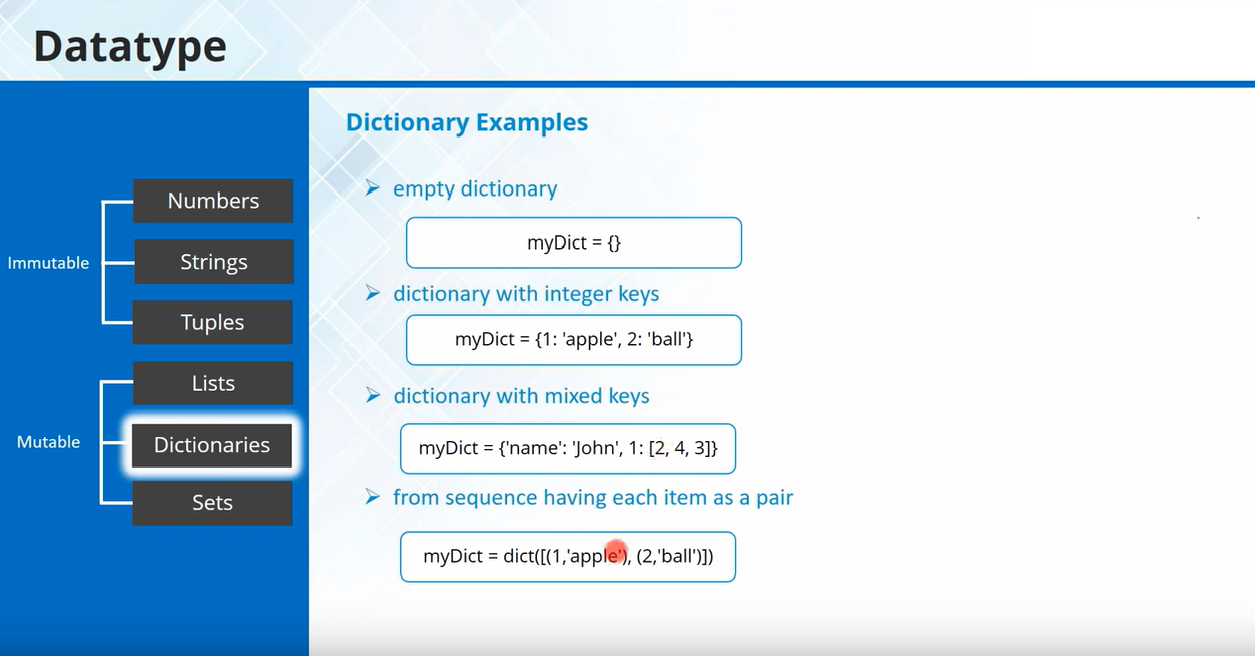 Datatype
Immutable
Numbers
Strings
Tuples
Mutable
Lists
Dictionaries
Sets
Dictionary Examples
➢ empty dictionary
myDict = {}
➢ dictionary with integer keys
myDict = {1: 'apple', 2: 'ball'}
➢ dictionary with mixed keys
myDict = {'name': 'John', 1: [2, 4, 3]}
➢ from sequence having each item as a pair
myDict = dict([(1,'apple'), (2,'ball')])